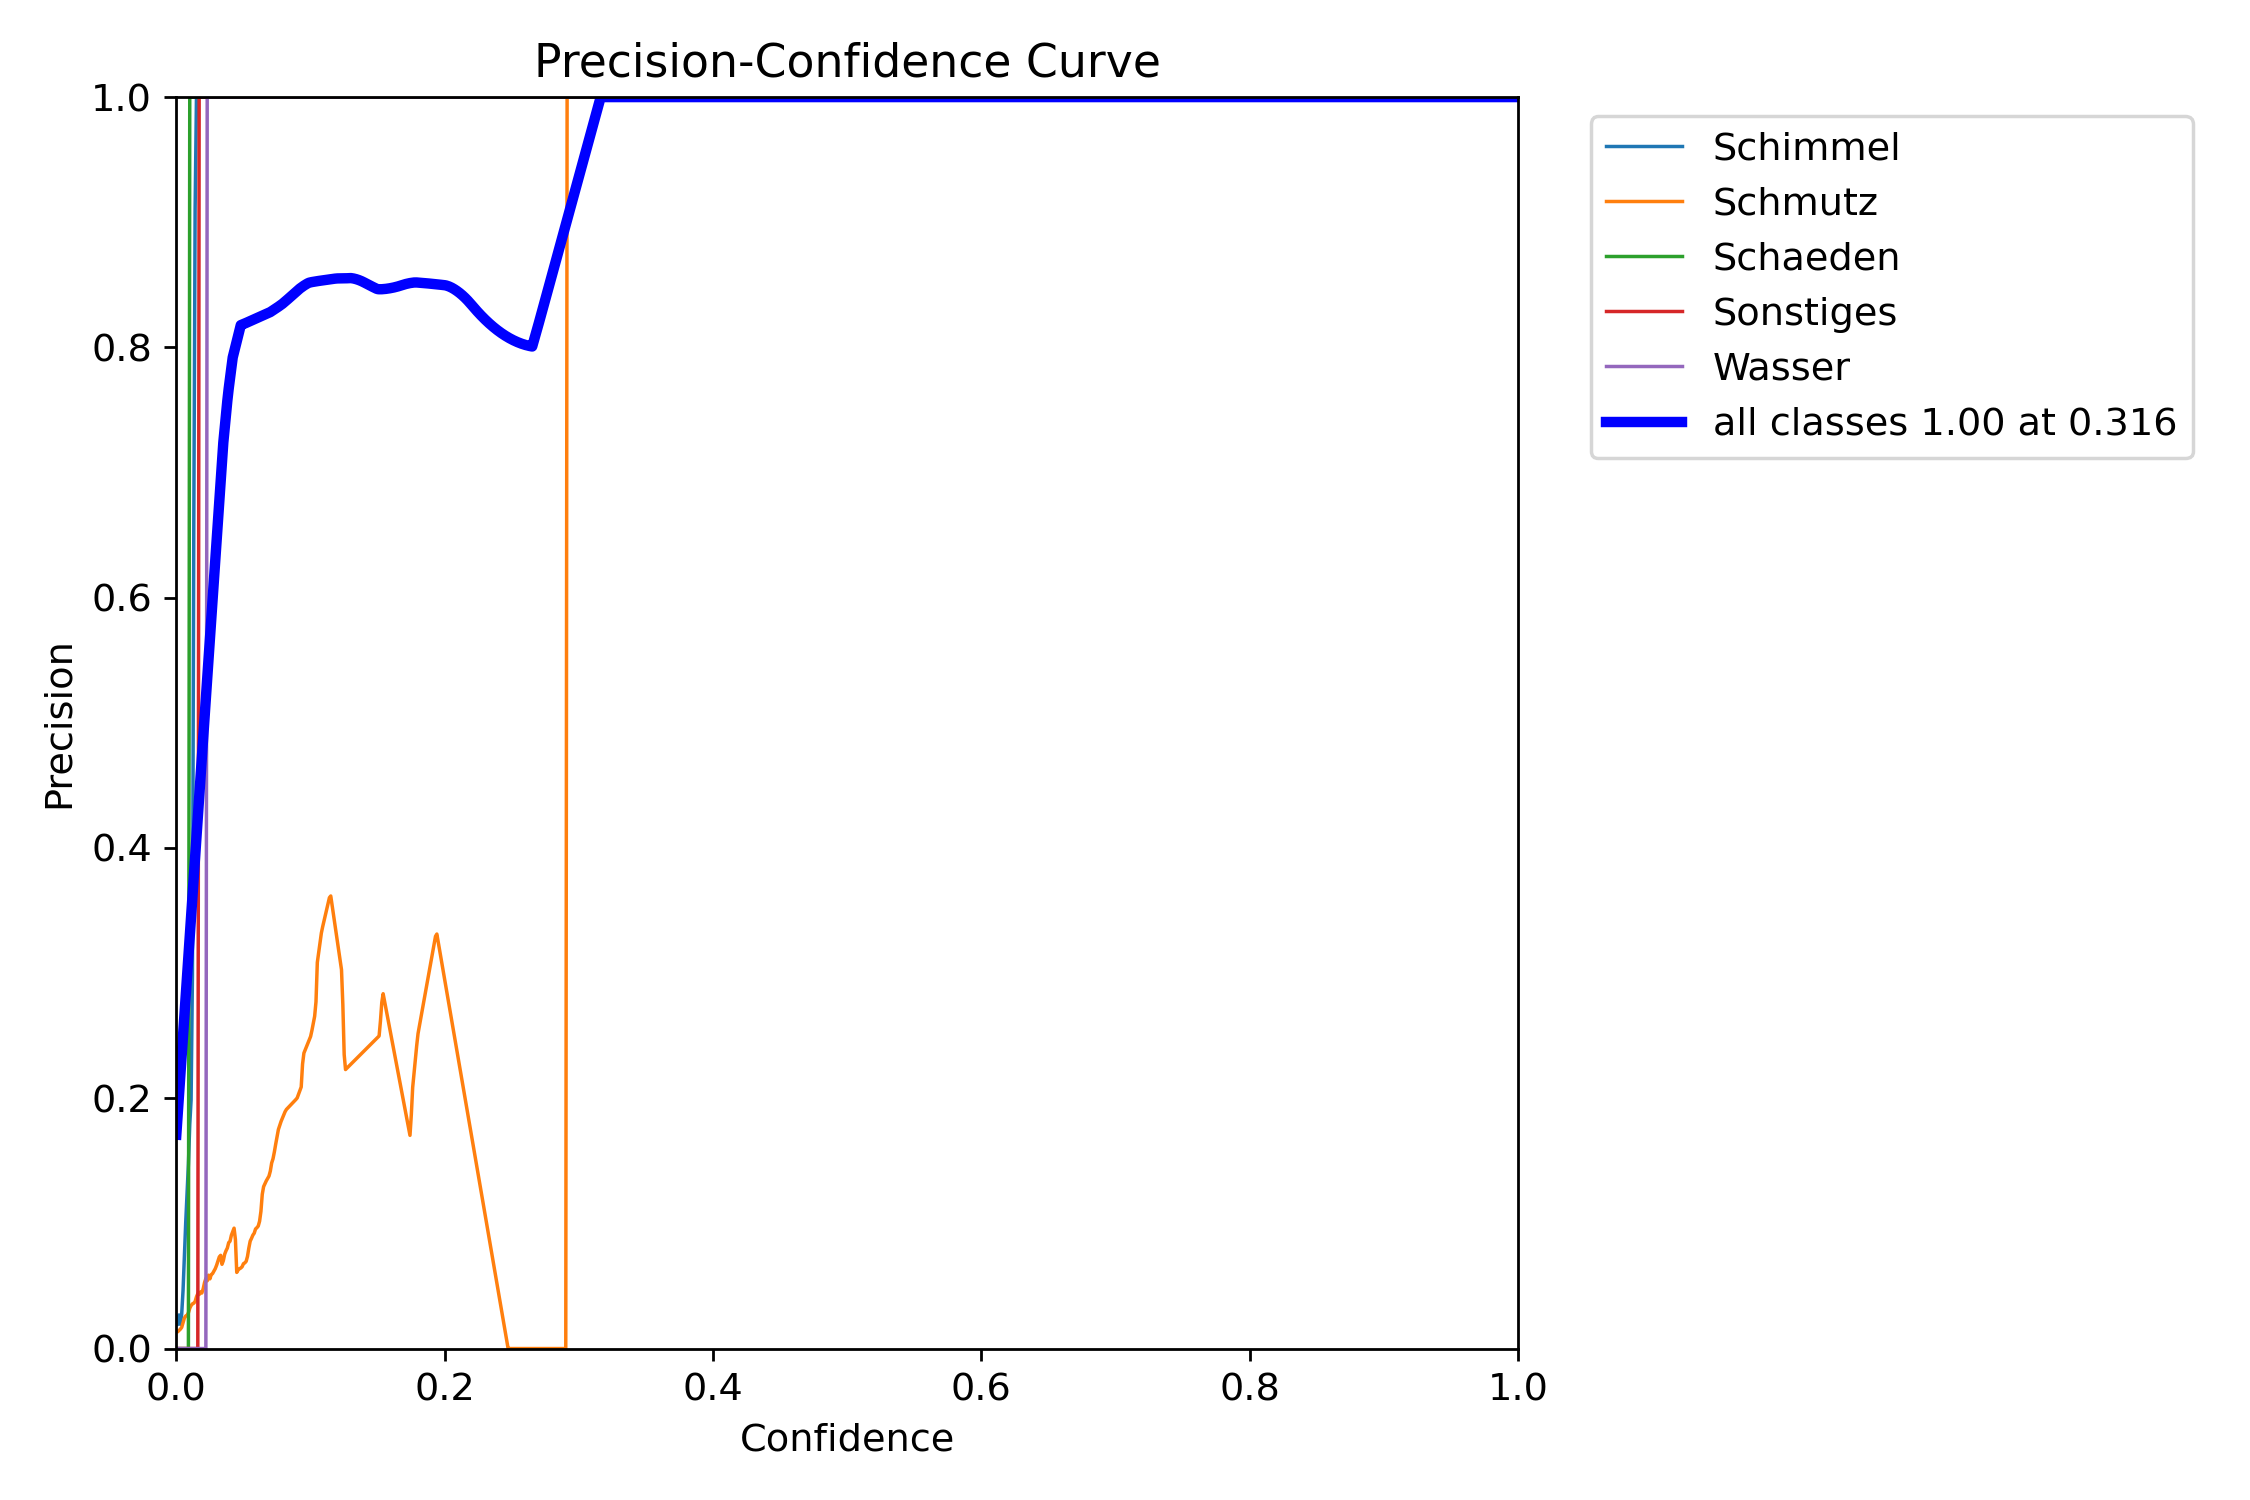 Precision-Confidence Curve
1.0
0.8
0.6
0.4
0.2
0.0
Precision
0.0 0.2 0.4 0.6 0.8 1.0
Confidence
Schimmel
Schmutz
Schaeden
Sonstiges
Wasser
all classes 1.00 at 0.316